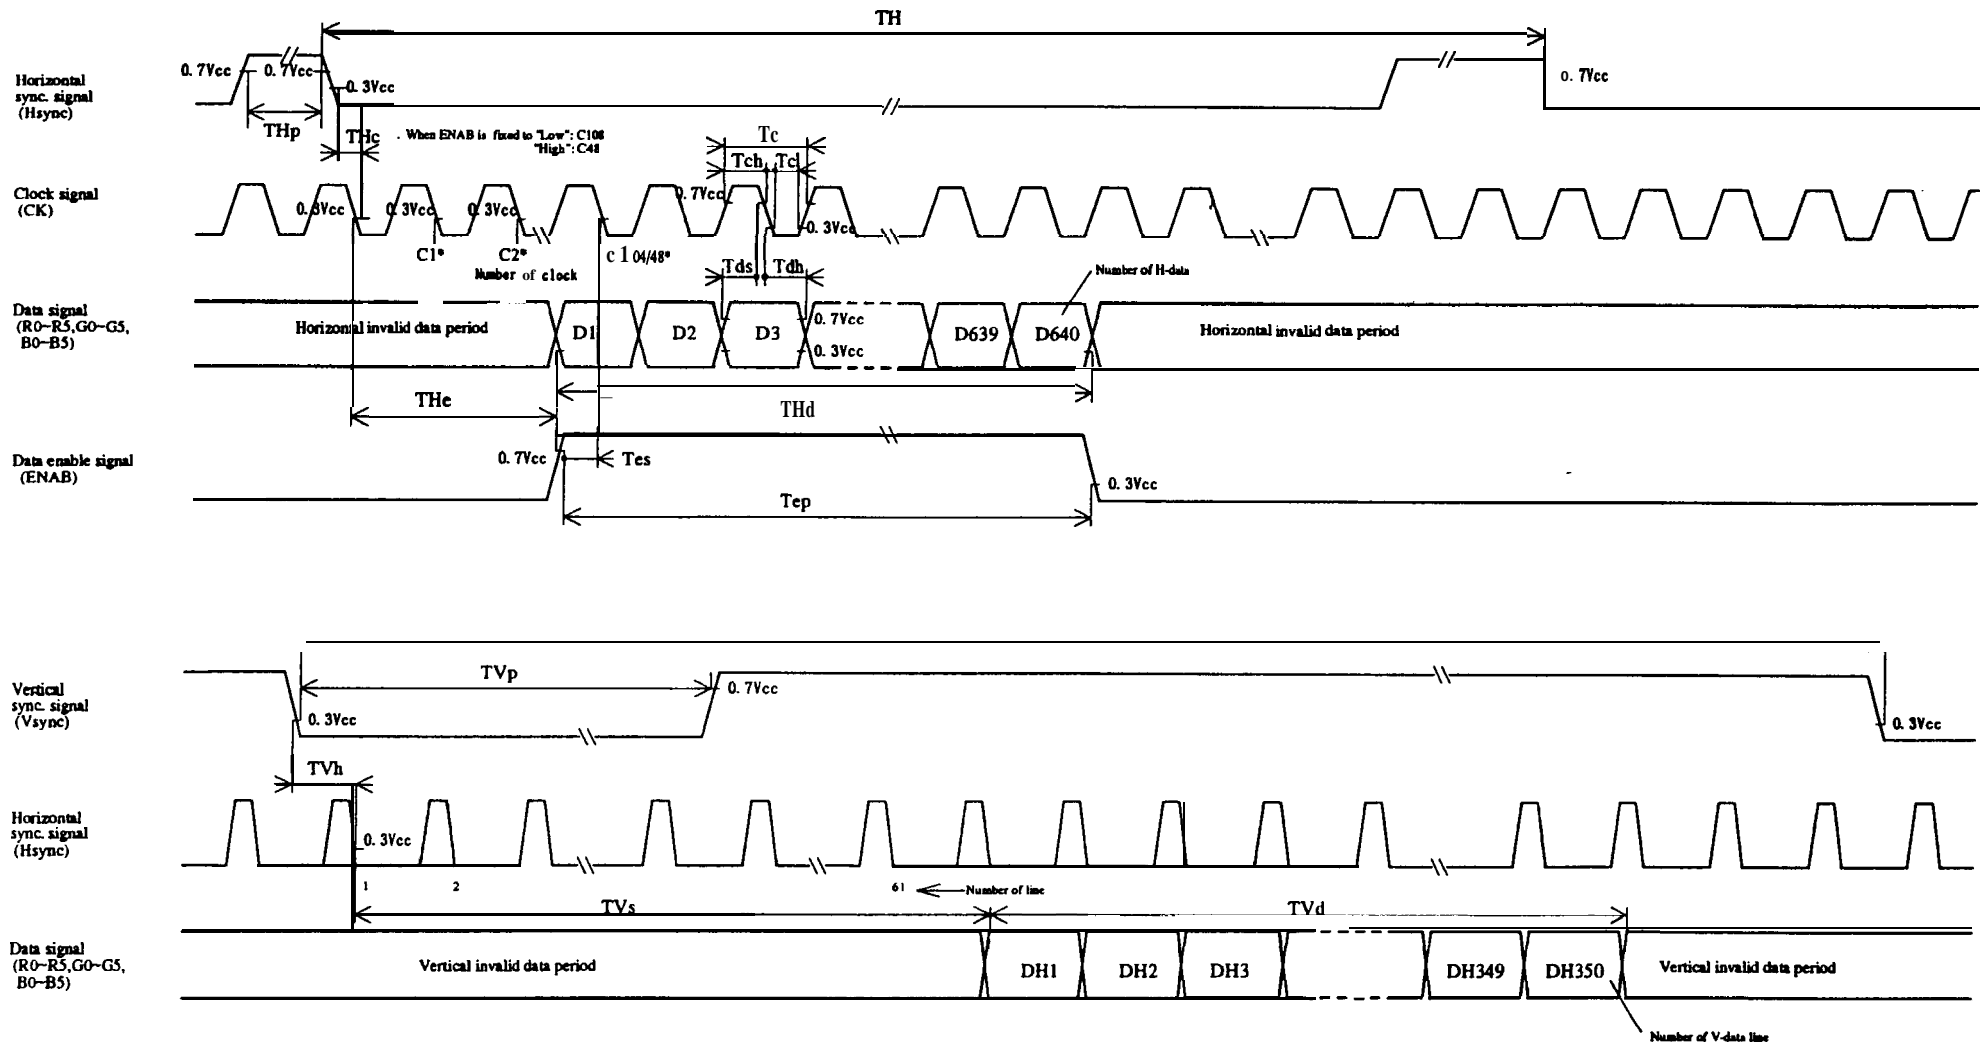 TH
Horizontal
sync. signal
(Hsync)
0. 7Vcc
0. 7Vcc
0. 3Vcc
0. 7Vcc
THp
THc
. When ENAB is fixed to "Low": C108
"High": C48
Tc
Tch
Tc
Clock signal
(CK)
0. 3Vcc
0. 3Vcc
0. 3Vcc
0. 7Vcc
0. 3Vcc
C1*
C2*
c 1 04/48*
Number of clock
Tds
Tdh
Number of H-data
Data signal
(R0~R5,G0~G5,
B0~B5)
Horizontal invalid data period
D1
D2
D3
0. 7Vcc
0. 3Vcc
D639
D640
Horizontal invalid data period
THe
THd
Data enable signal
(ENAB)
0. 7Vcc
Tes
0. 3Vcc
Tep
Vertical
sync. signal
(Vsync)
TVp
0. 7Vcc
0. 3Vcc
0. 3Vcc
TVh
Horizontal
sync. signal
(Hsync)
0. 3Vcc
1
2
61
Number of line
TVs
TVd
Data signal
(R0~R5,G0~G5,
B0~B5)
Vertical invalid data period
DH1
DH2
DH3
DH349
DH350
Vertical invalid data period
Number of V-data line